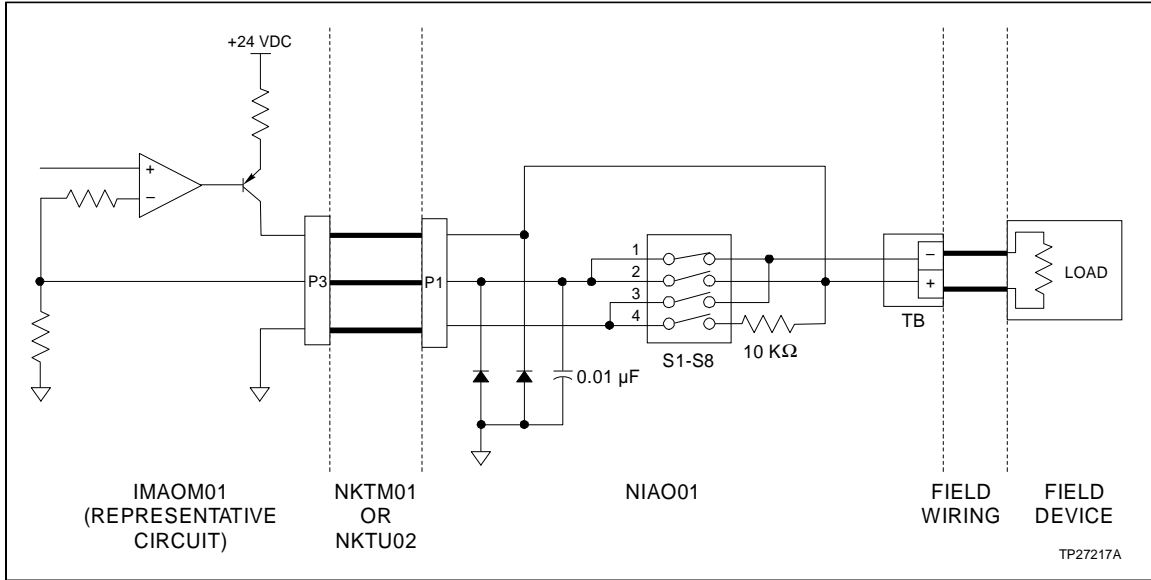 +24 VDC
+
−
P3
P1
1
2
3
4
S1-S8
10 KΩ
0.01 µF
−
+
TB
LOAD
IMAOM01
(REPRESENTATIVE
CIRCUIT)
NKTM01
OR
NKTU02
NIAO01
FIELD
WIRING
FIELD
DEVICE
TP27217A